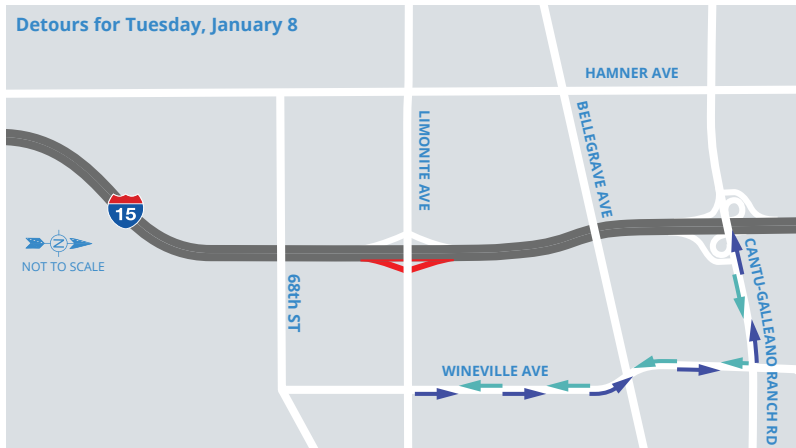 Detours for Tuesday, January 8
HAMNER AVE
LIMONITE AVE
BELLEGRAVE AVE
15
N
NOT TO SCALE
68th ST
CANTU-GALLEANO RANCH RD
WINEVILLE AVE